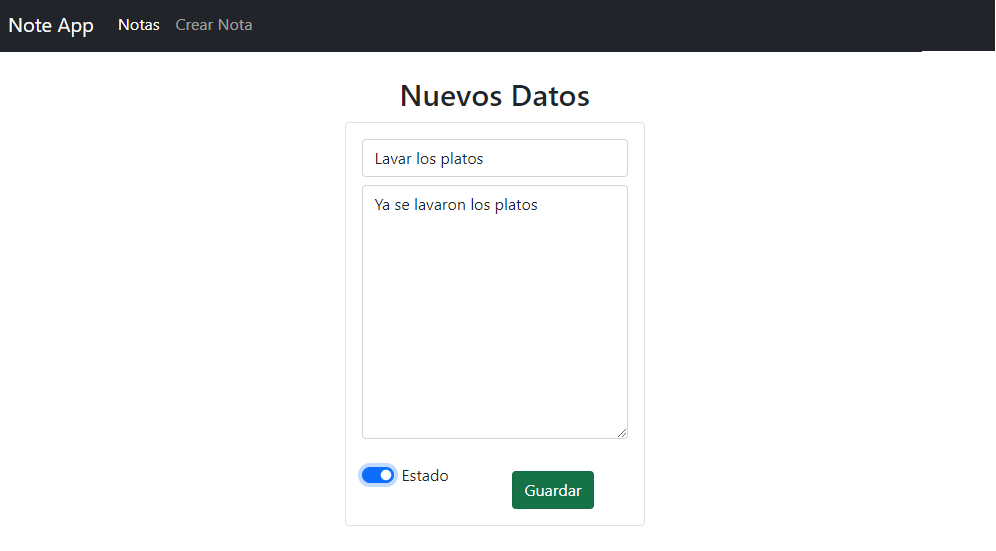 Note App Notas Crear Nota
Nuevos Datos
Lavar los platos
Ya se lavaron los platos
Estado
Guardar